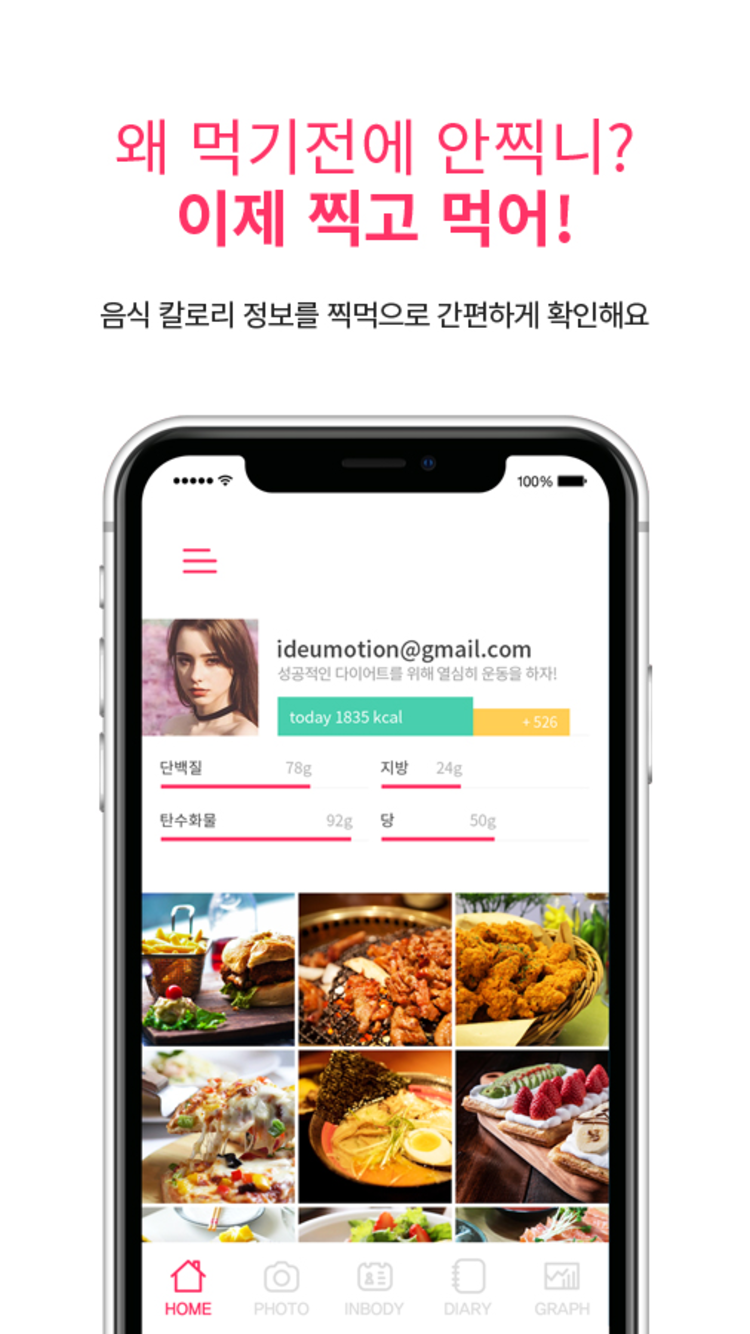 왜 먹기전에 안찍니?
이제 찍고 먹어!
음식 칼로리 정보를 찍먹으로 간편하게 확인해요
100%
ideumotion@gmail.com
성공적인 다이어트를 위해 열심히 운동을 하자!
today 1835 kcal
+ 526
단백질 78g 지방 24g
탄수화물 92g 당 50g
HOME PHOTO INBODY DIARY GRAPH